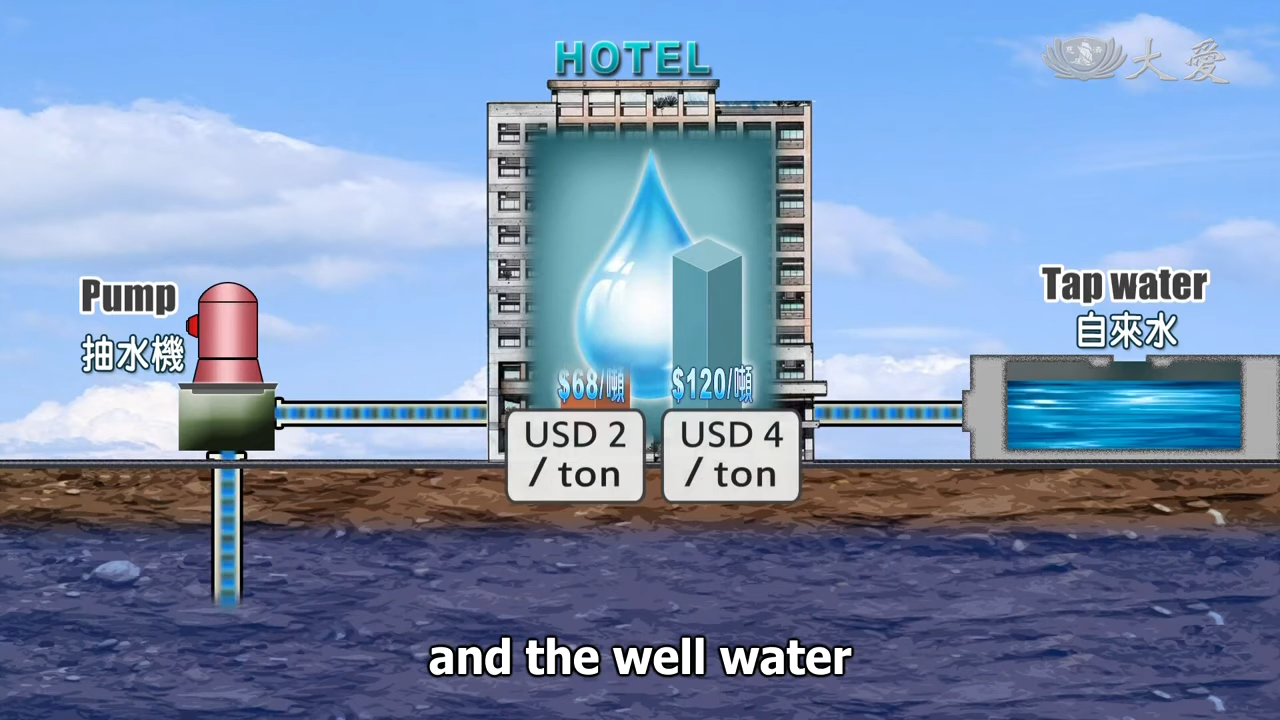 HOTEL
大愛
Pump
抽水機
Tap water
自來水
$68/噸
$120/噸
USD 2
/ ton
USD 4
/ ton
and the well water